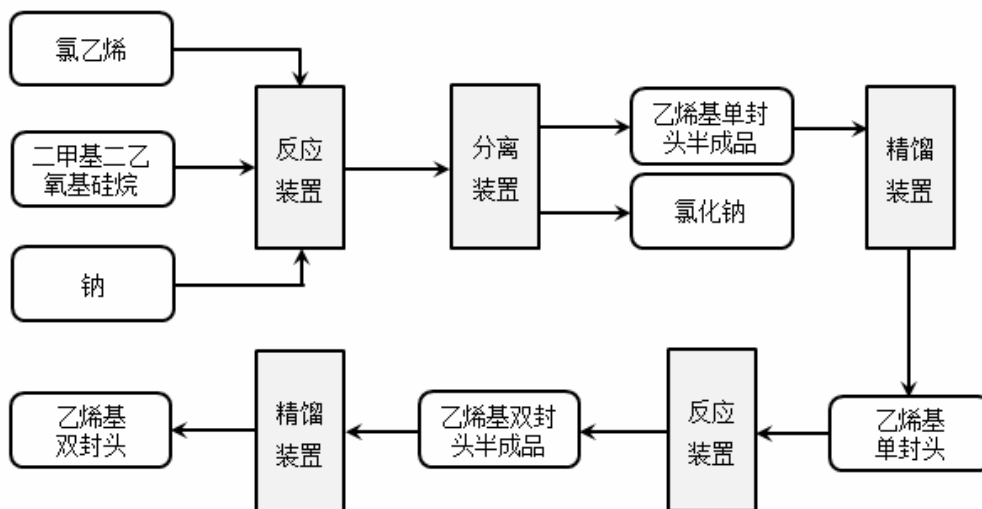 氯乙烯
二甲基二乙
氧基硅烷
钠
反应
装置
分离
装置
乙烯基单封
头半成品
氯化钠
精馏
装置
乙烯基
单封头
反应
装置
乙烯基双封
头半成品
精馏
装置
乙烯基
双封头